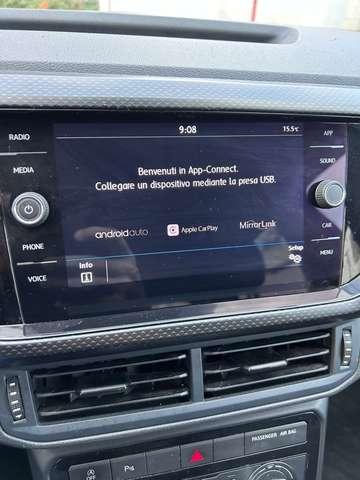 9:08
15.5°C
RADIO
MEDIA
PHONE
VOICE
Benvenuti in App-Connect.
Collegare un dispositivo mediante la presa USB.
androidauto
Apple CarPlay
MirrorLink
Info
Setup
APP
SOUND
CAR
MENU
OFF
PASSENGER AIR BAG